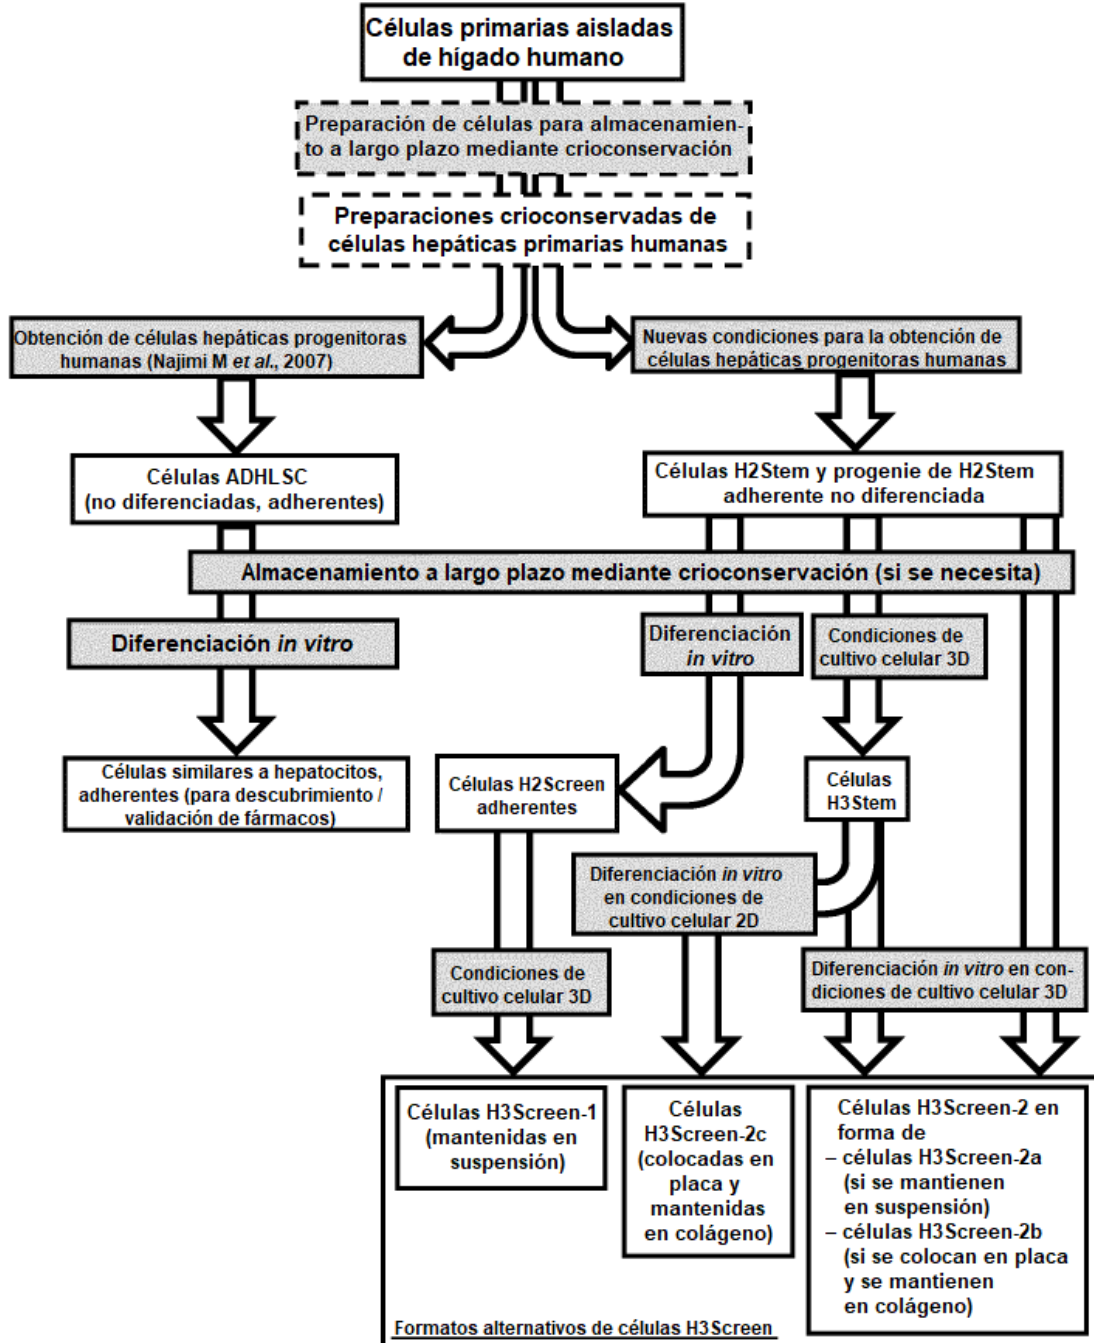 Células primarias aisladas
de hígado humano
Preparación de células para almacenamien-
to a largo plazo mediante crioconservación
Preparaciones crioconservadas de
células hepáticas primarias humanas
Obtención de células hepáticas progenitoras
humanas (Najimi M et al., 2007)
Nuevas condiciones para la obtención de
células hepáticas progenitoras humanas
Células ADHLSC
(no diferenciadas, adherentes)
Células H2Stem y progenie de H2Stem
adherente no diferenciada
Almacenamiento a largo plazo mediante crioconservación (si se necesita)
Diferenciación in vitro
Diferenciación
in vitro
Condiciones de
cultivo celular 3D
Células similares a hepatocitos,
adherentes (para descubrimiento /
validación de fármacos)
Células H2Screen
adherentes
Células
H3Stem
Diferenciación in vitro
en condiciones de
cultivo celular 2D
Condiciones de
cultivo celular 3D
Diferenciación in vitro en con-
diciones de cultivo celular 3D
Células H3Screen-1
(mantenidas en
suspensión)
Células
H3Screen-2c
(colocadas en
placa y
mantenidas
en colágeno)
Células H3Screen-2 en
forma de
– células H3Screen-2a
(si se mantienen
en suspensión)
– células H3Screen-2b
(si se colocan en placa
y se mantienen
en colágeno)
Formatos alternativos de células H3Screen